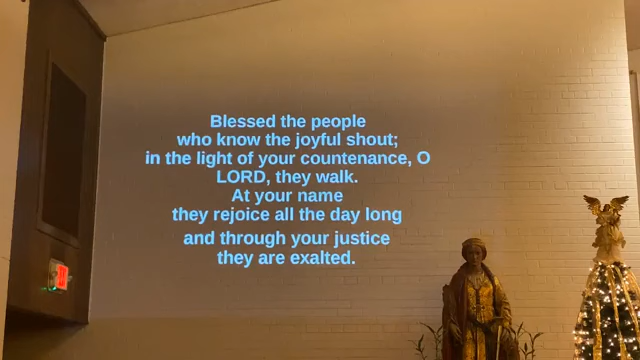 Blessed the people
who know the joyful shout;
in the light of your countenance, O
LORD, they walk.
At your name
they rejoice all the day long
and through your justice
they are exalted.